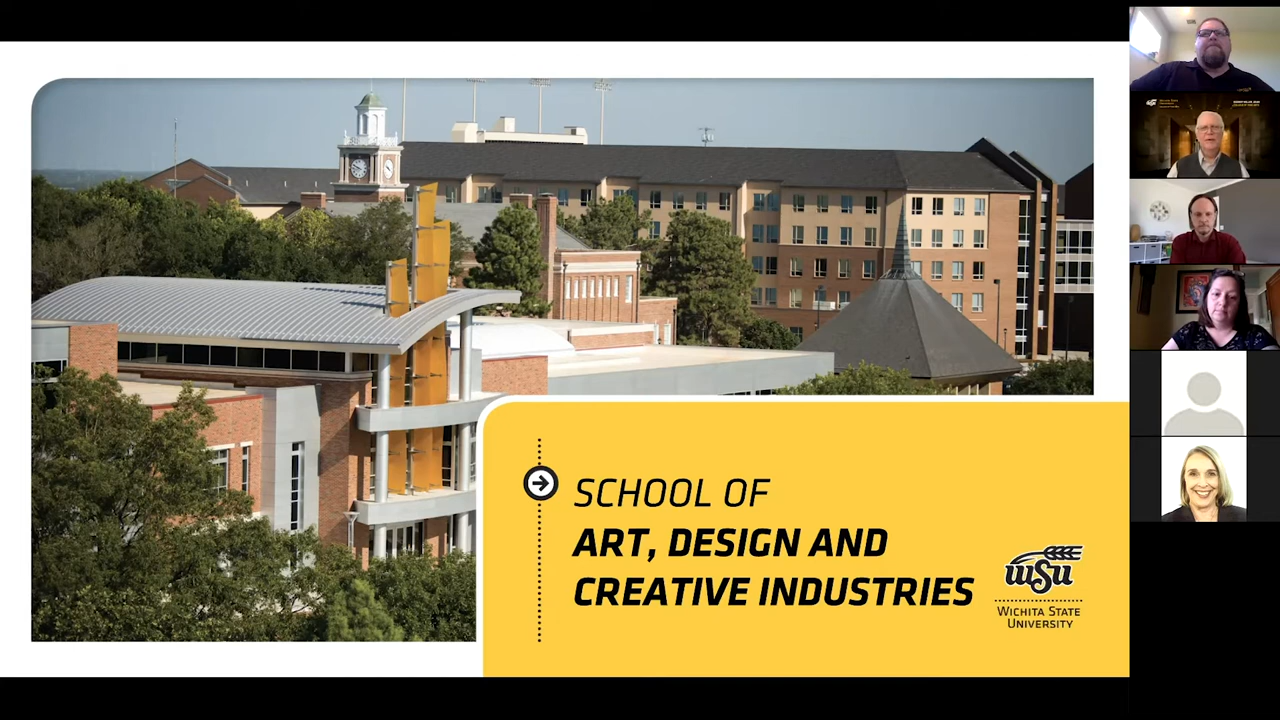 SCHOOL OF
ART, DESIGN AND
CREATIVE INDUSTRIES
WSU
WICHITA STATE
UNIVERSITY